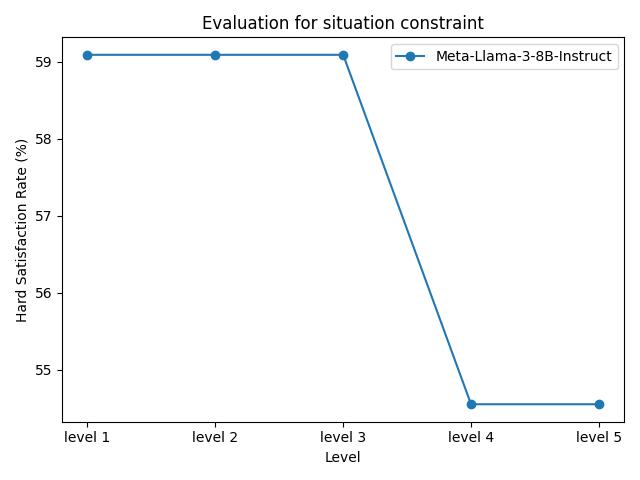 Evaluation for situation constraint
Meta-Llama-3-8B-Instruct
Hard Satisfaction Rate (%)
59
58
57
56
55
level 1 level 2 level 3 level 4 level 5
Level